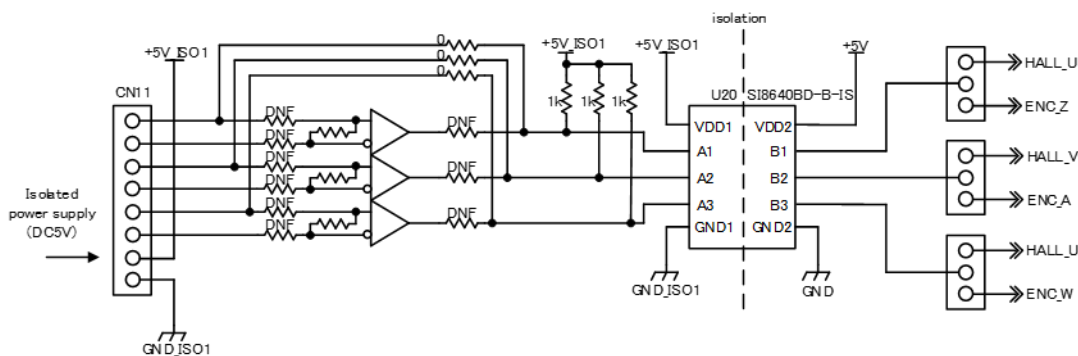 isolation
+5V_ISO1
0
0
0
+5V_ISO1
+5V_ISO1
+5V
CN11
DNF
DNF
DNF
DNF
DNF
DNF
DNF
DNF
DNF
1k
1k
1k
U20
SI8640BD-B-IS
VDD1
VDD2
A1
B1
A2
B2
A3
B3
GND1
GND2
HALL_U
ENC_Z
HALL_V
ENC_A
HALL_U
ENC_W
Isolated
power supply
(DC5V)
GND_ISO1
GND_ISO1
GND